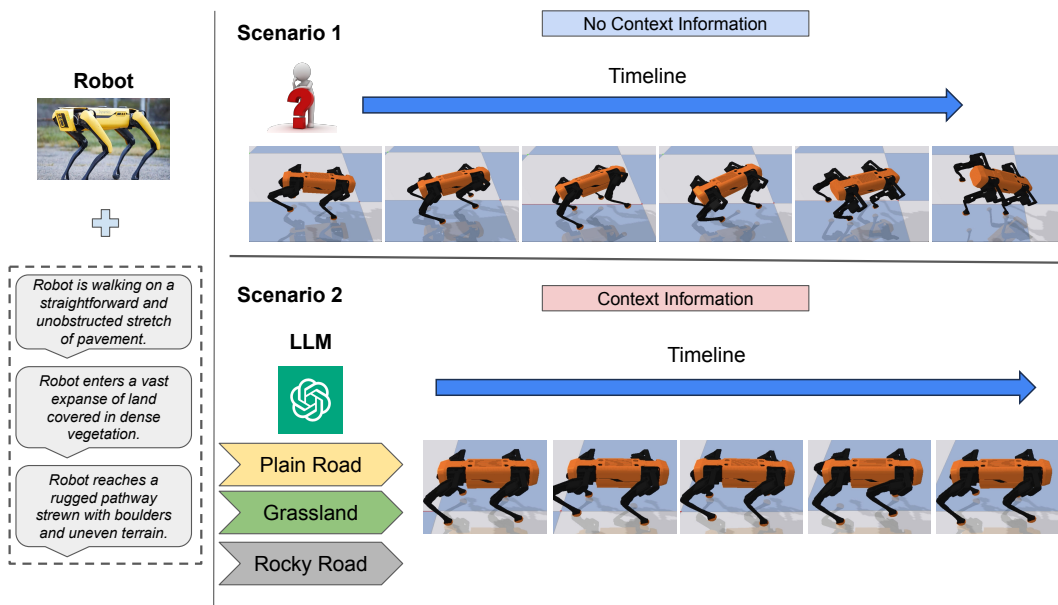 Robot
Robot is walking on a
straightforward and
unobstructed stretch
of pavement.
Robot enters a vast
expanse of land
covered in dense
vegetation.
Robot reaches a
rugged pathway
strewn with boulders
and uneven terrain.
Scenario 1
No Context Information
Timeline
?
Scenario 2
Context Information
LLM
Timeline
Plain Road
Grassland
Rocky Road